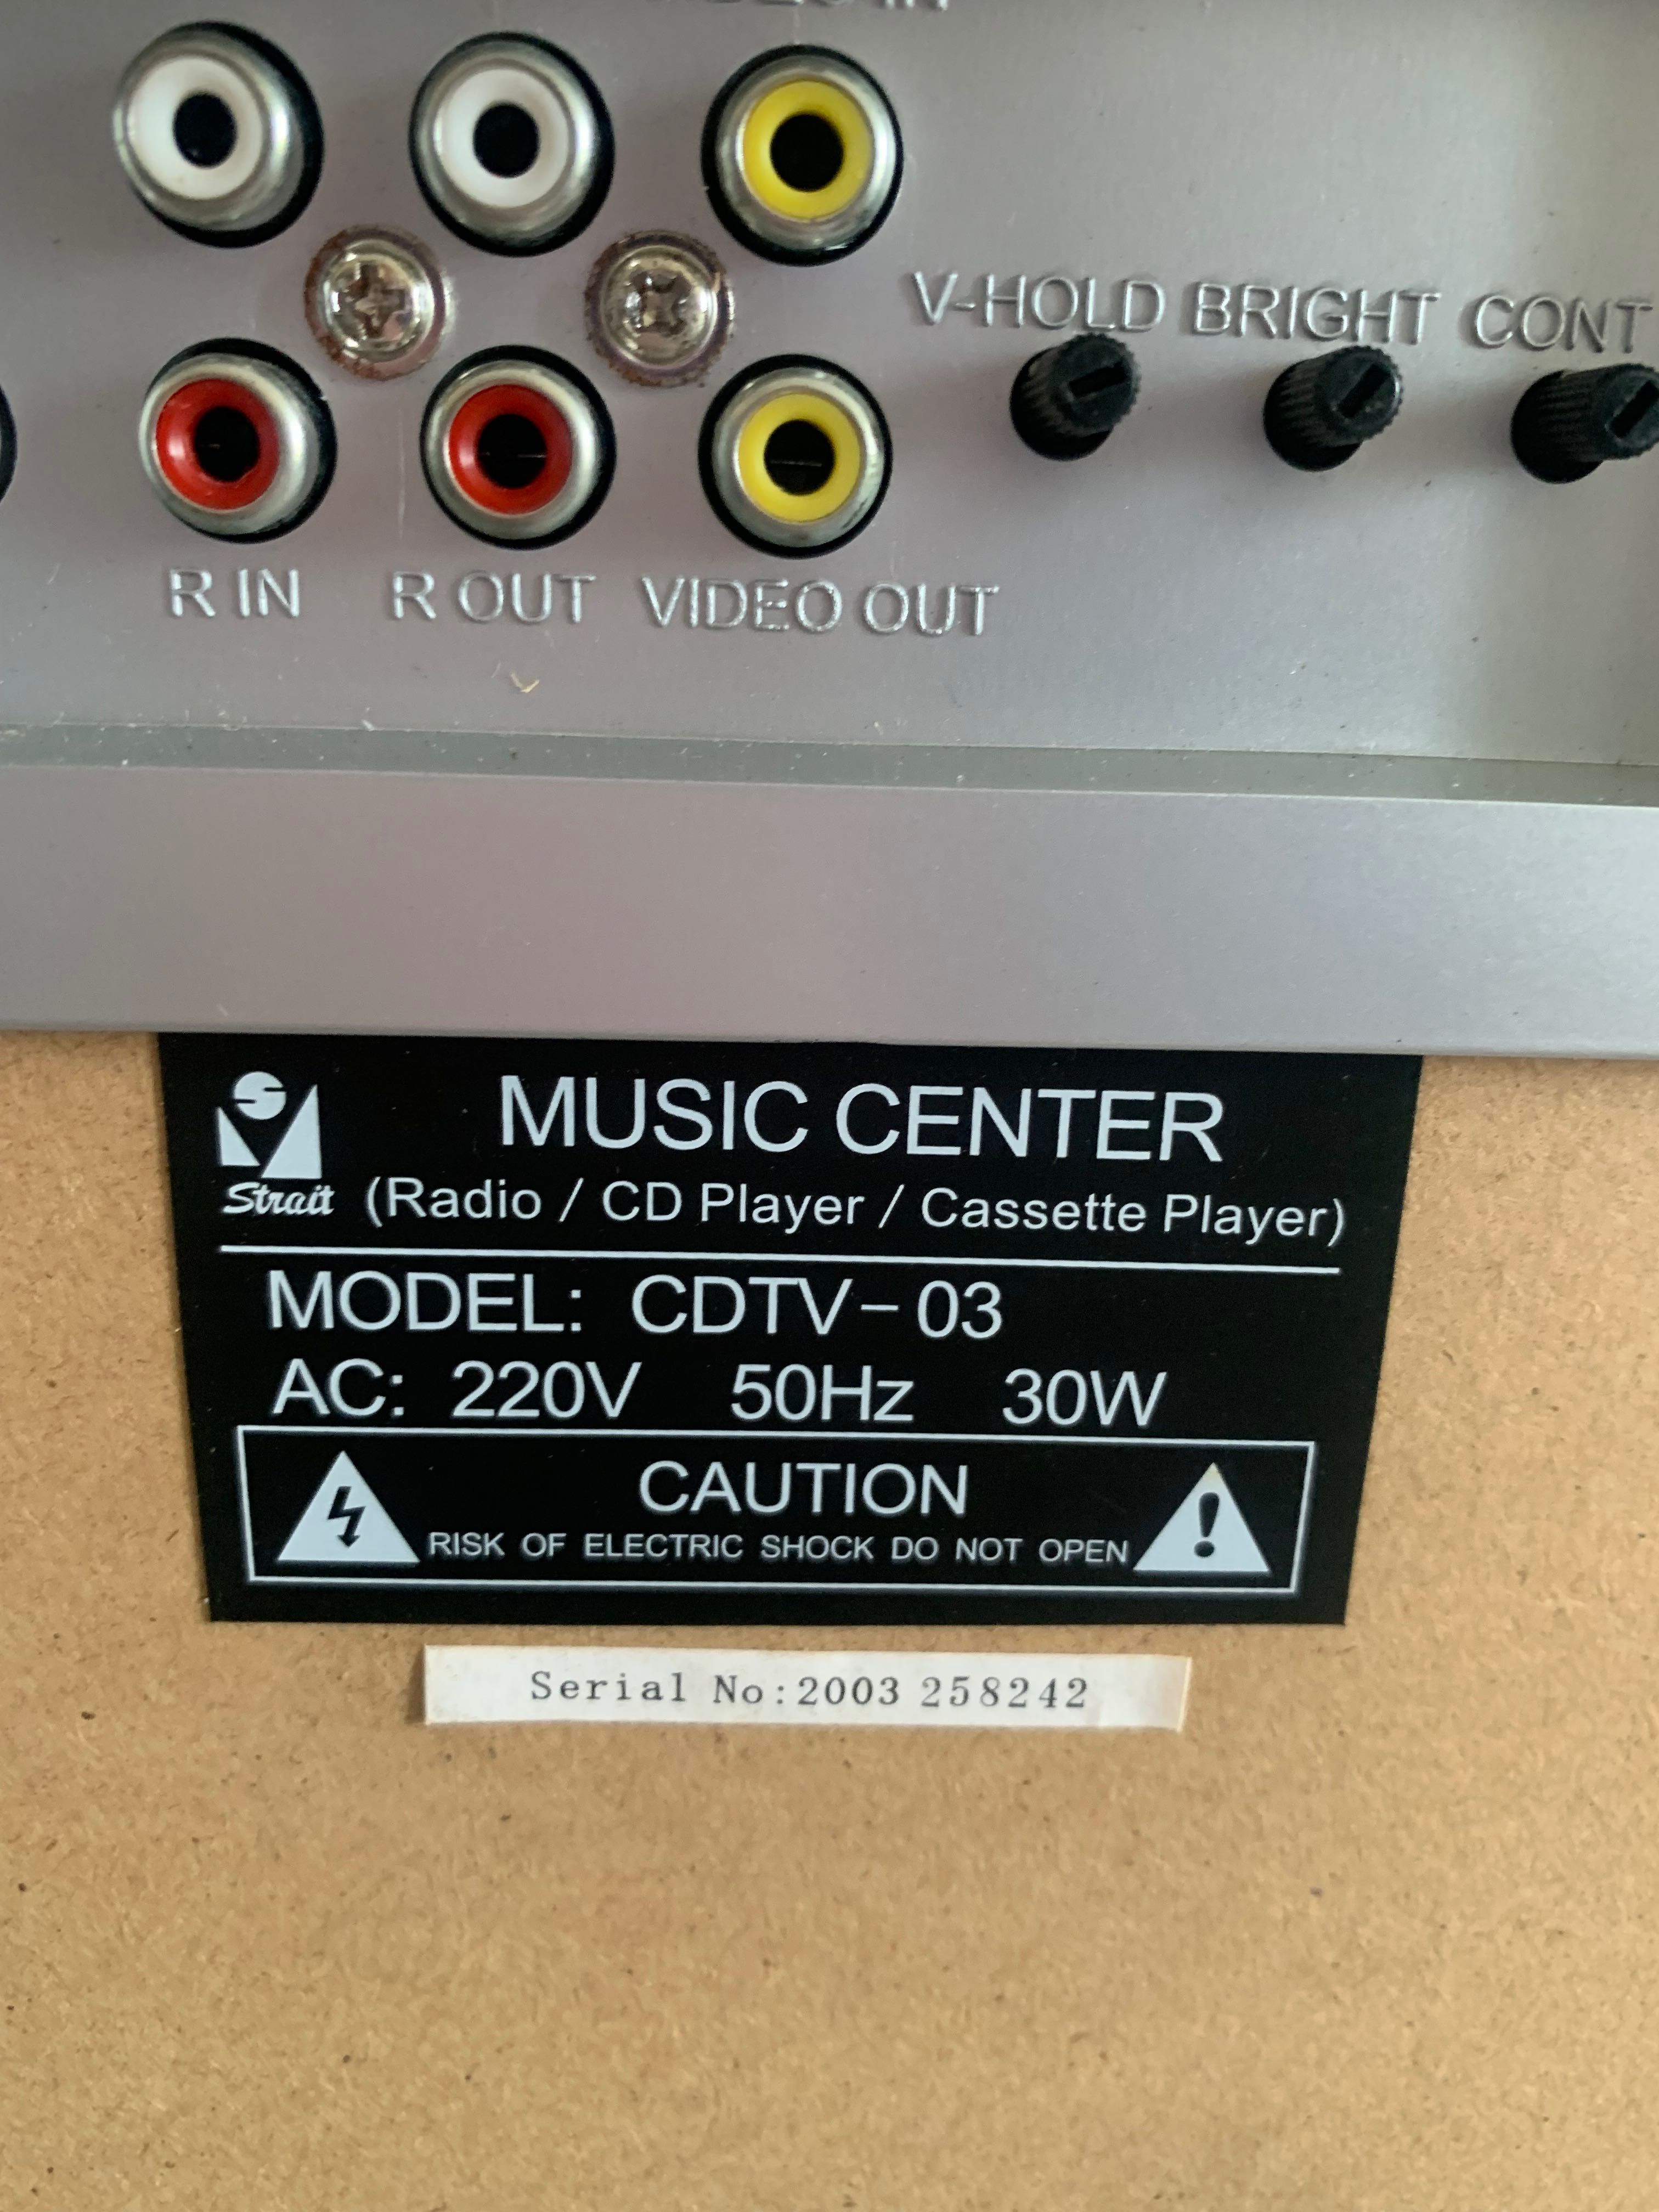 V-HOLD BRIGHT CONT
R IN R OUT VIDEO OUT
MUSIC CENTER
Strait (Radio / CD Player / Cassette Player)
MODEL: CDTV-03
AC: 220V 50Hz 30W
CAUTION
RISK OF ELECTRIC SHOCK DO NOT OPEN
Serial No:2003 258242